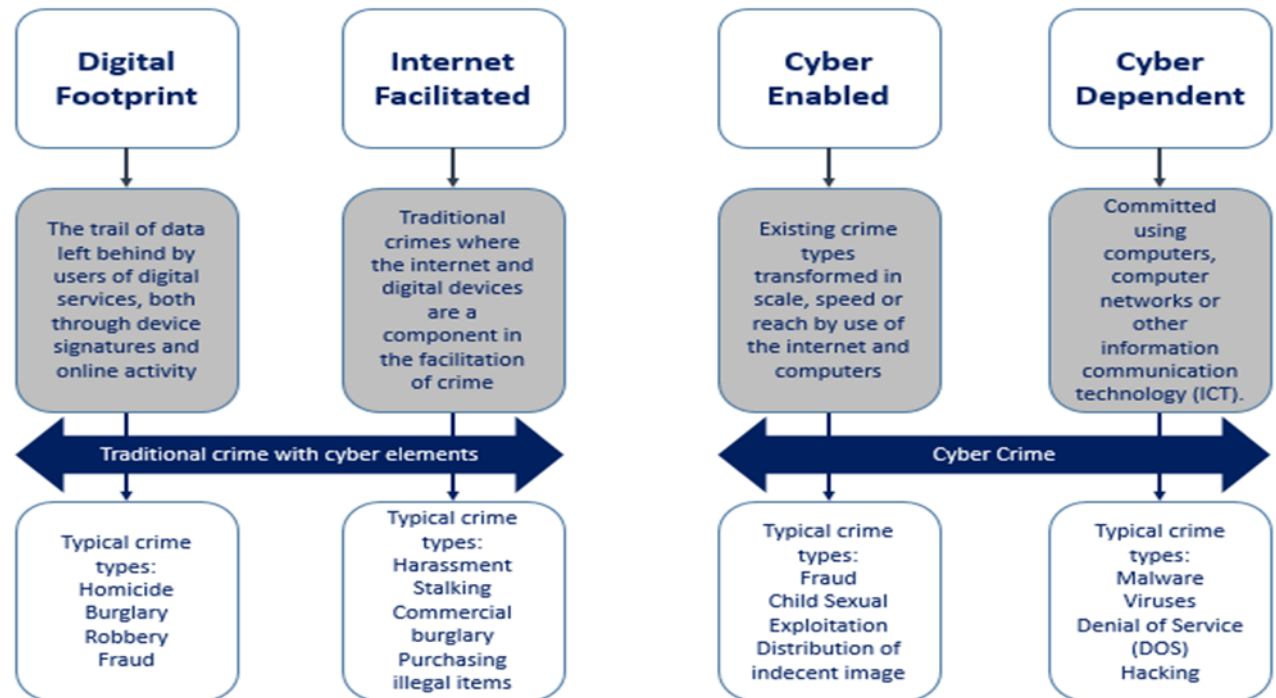 Digital
Footprint
Internet
Facilitated
Cyber
Enabled
Cyber
Dependent
The trail of data
left behind by
users of digital
services, both
through device
signatures and
online activity
Traditional
crimes where
the internet and
digital devices
are a
component in
the facilitation
of crime
Existing crime
types
transformed in
scale, speed or
reach by use of
the internet and
computers
Committed
using
computers,
computer
networks or
other
information
communication
technology (ICT).
Traditional crime with cyber elements
Cyber Crime
Typical crime
types:
Homicide
Burglary
Robbery
Fraud
Typical crime
types:
Harassment
Stalking
Commercial
burglary
Purchasing
illegal items
Typical crime
types:
Fraud
Child Sexual
Exploitation
Distribution of
indecent image
Typical crime
types:
Malware
Viruses
Denial of Service
(DOS)
Hacking